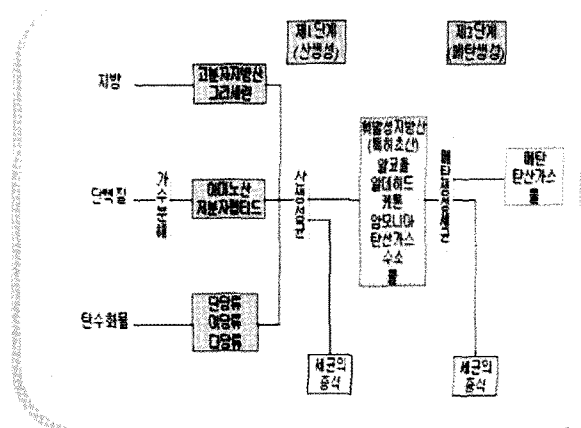 제1단계
(산생성)
제2단계
(메탄생성)
지방
고분자지방산
그리세린
단백질
가수분해
아미노산
저분자펩티드
탄수화물
단당류
이당류
다당류
산생성균
세균의
증식
휘발성지방산
(특히초산)
알코올
알데히드
케톤
암모니아
탄산가스
수소
물
메탄생성세균
세균의
증식
메탄
탄산가스
물